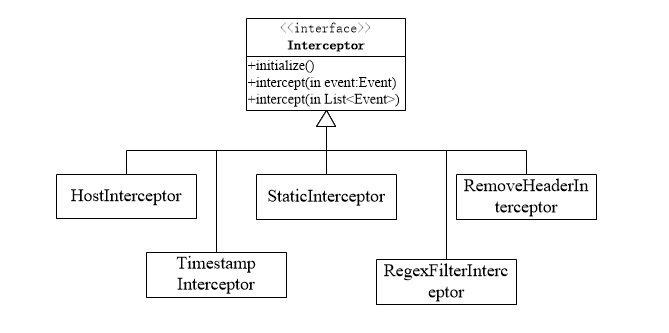 <<interface>>
Interceptor
+initialize()
+intercept(in event:Event)
+intercept(in List<Event>)
HostInterceptor
StaticInterceptor
RemoveHeaderIn
terceptor
Timestamp
Interceptor
RegexFilterInterc
eptor